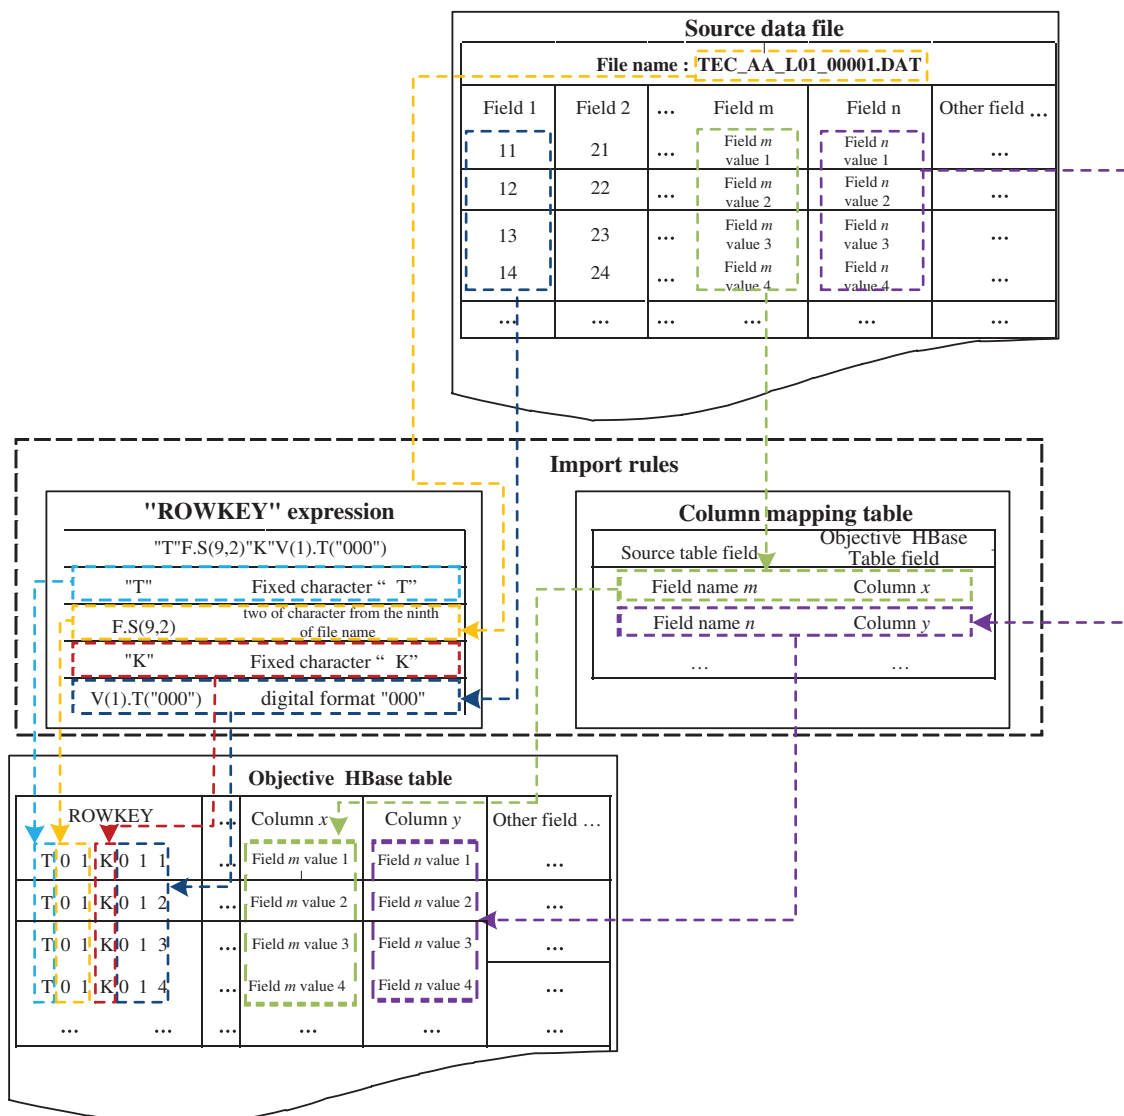 Source data file
File name : TEC_AA_L01_00001.DAT
Field 1 Field 2 ... Field m Field n Other field ...
11 21 ... Field m value 1 Field n value 1 ...
12 22 ... Field m value 2 Field n value 2 ...
13 23 ... Field m value 3 Field n value 3 ...
14 24 ... Field m value 4 Field n value 4
... ... ... ... ... ...
Import rules
"ROWKEY" expression
"T"F.S(9,2)"K"V(1).T("000")
"T" Fixed character “ T”
F.S(9,2) two of character from the ninth of file name
"K" Fixed character “ K”
V(1).T("000") digital format "000"
Column mapping table
Source table field Objective HBase Table field
Field name m Column x
Field name n Column y
... ...
Objective HBase table
ROWKEY ... Column x Column y Other field ...
T 0 1 K 0 1 1 ... Field m value 1 Field n value 1 ...
T 0 1 K 0 1 2 ... Field m value 2 Field n value 2 ...
T 0 1 K 0 1 3 ... Field m value 3 Field n value 3 ...
T 0 1 K 0 1 4 ... Field m value 4 Field n value 4 ...
... ... ... ... ... ...